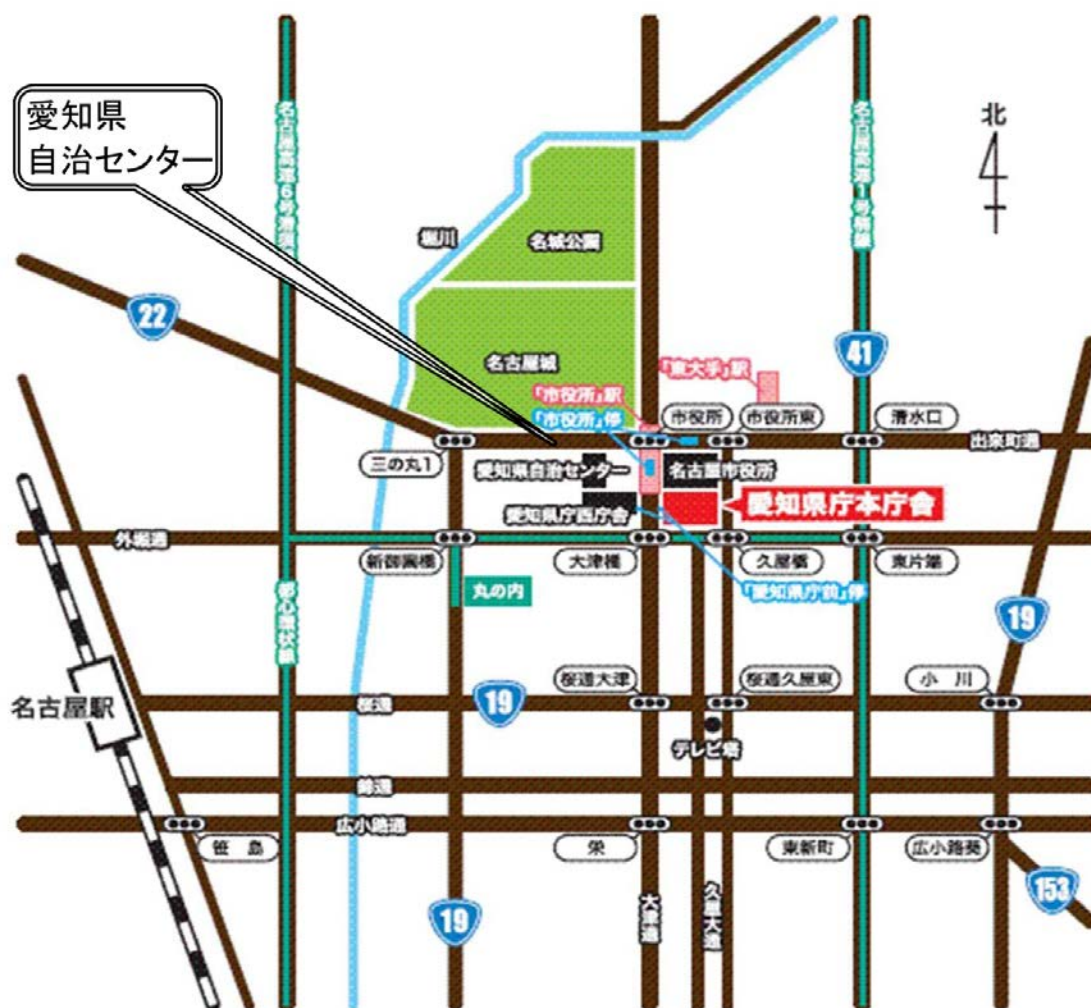 愛知県
自治センター
名古屋高速6号清須線
名古屋高速1号楠線
北
堀川
名城公園
22
名古屋城
41
「東大手」駅
「市役所」駅
「市役所」停
市役所
市役所東
清水口
出来町通
三の丸1
愛知県自治センター
名古屋市役所
愛知県庁西庁舎
愛知県庁本庁舎
外堀通
新御園橋
大津橋
久屋橋
東片端
丸の内
「愛知県庁前」停
都心環状線
19
名古屋駅
桜通大津
桜通久屋東
小川
桜通
19
テレビ塔
錦通
広小路通
笹島
栄
東新町
広小路葵
19
大津通
久屋大通
153